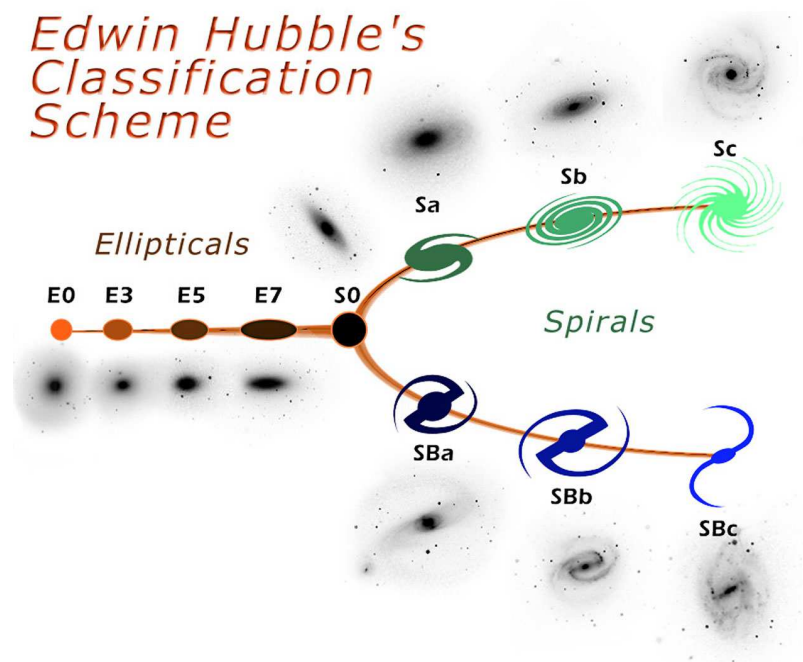 Edwin Hubble's
Classification
Scheme
Sc
Sb
Sa
Ellipticals
E0 E3 E5 E7 S0
Spirals
SBa
SBb
SBc